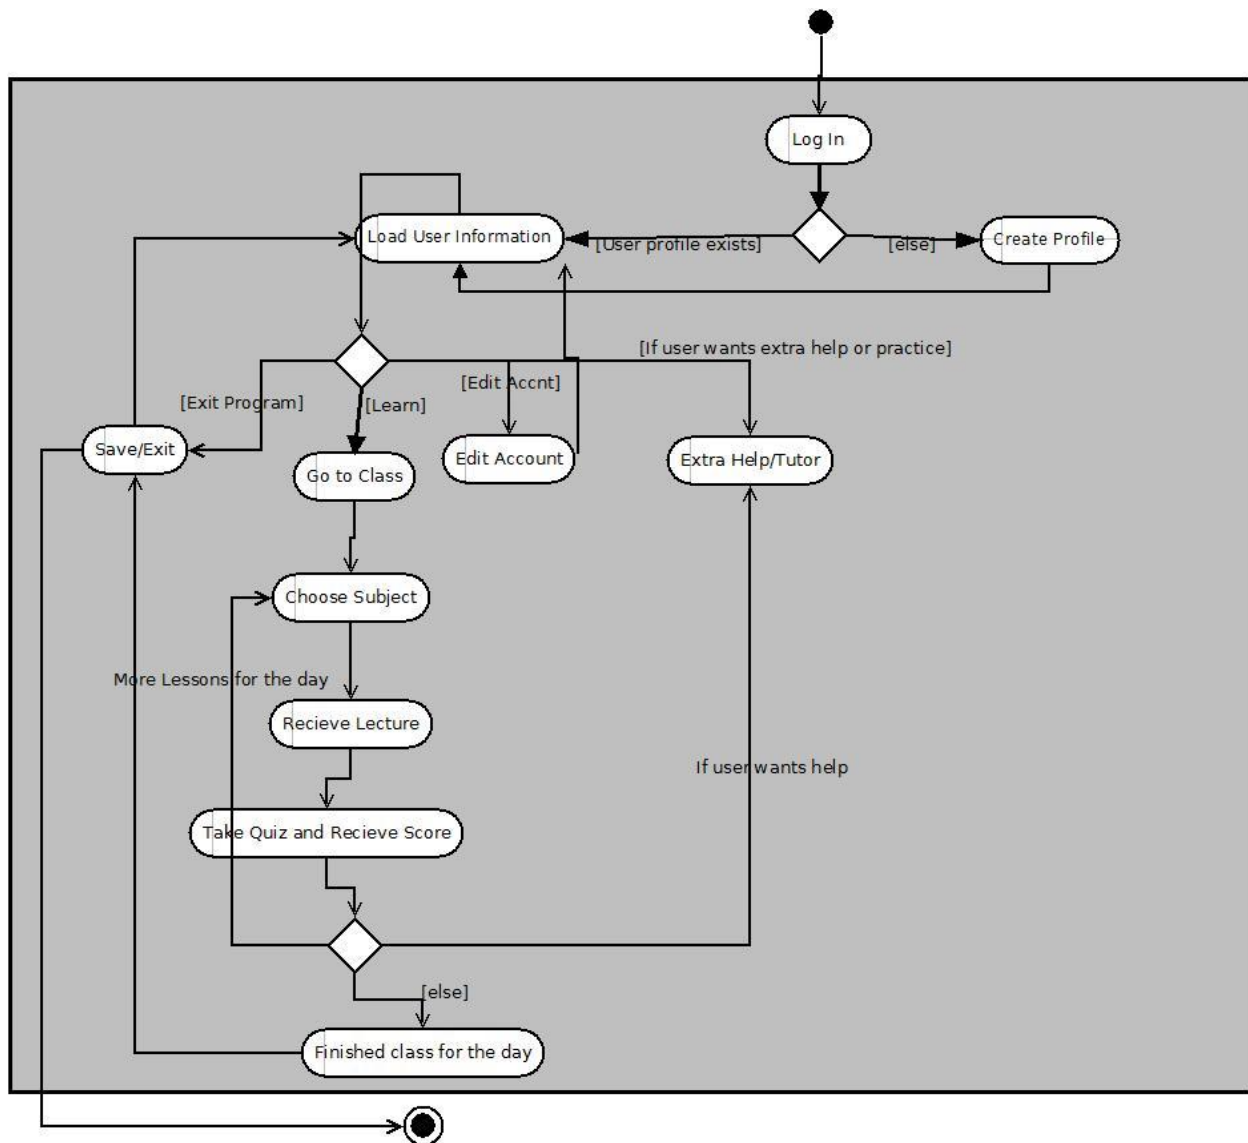 Log In
Load User Information
[User profile exists]
[else]
Create Profile
[If user wants extra help or practice]
[Edit Accnt]
[Exit Program]
[Learn]
Save/Exit
Edit Account
Extra Help/Tutor
Go to Class
Choose Subject
More Lessons for the day
Recieve Lecture
If user wants help
Take Quiz and Recieve Score
[else]
Finished class for the day